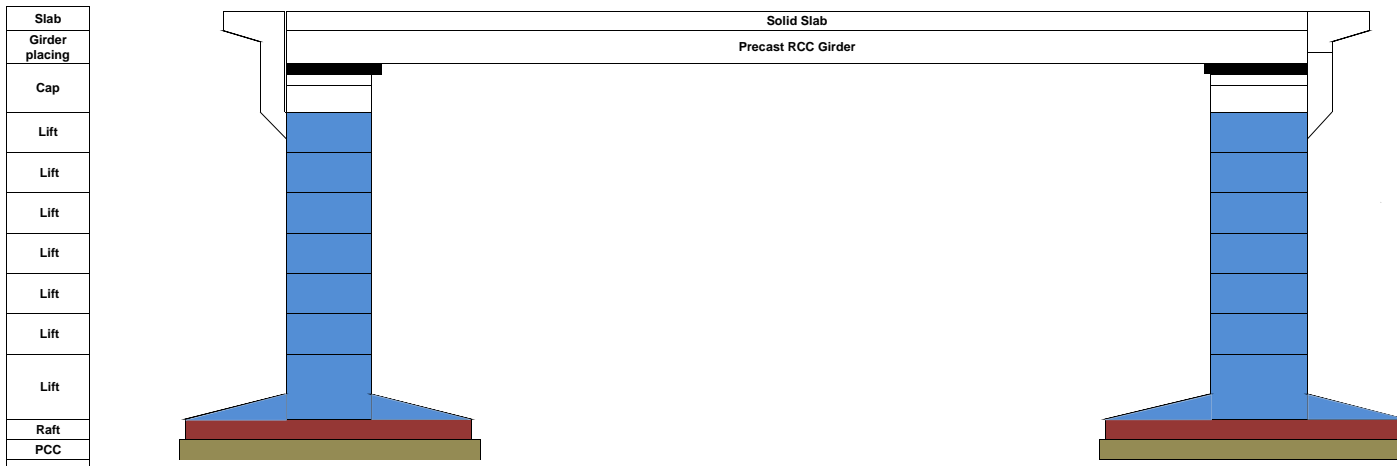 Slab
Solid Slab
Girder
placing
Precast RCC Girder
Cap
Lift
Lift
Lift
Lift
Lift
Lift
Lift
Raft
PCC